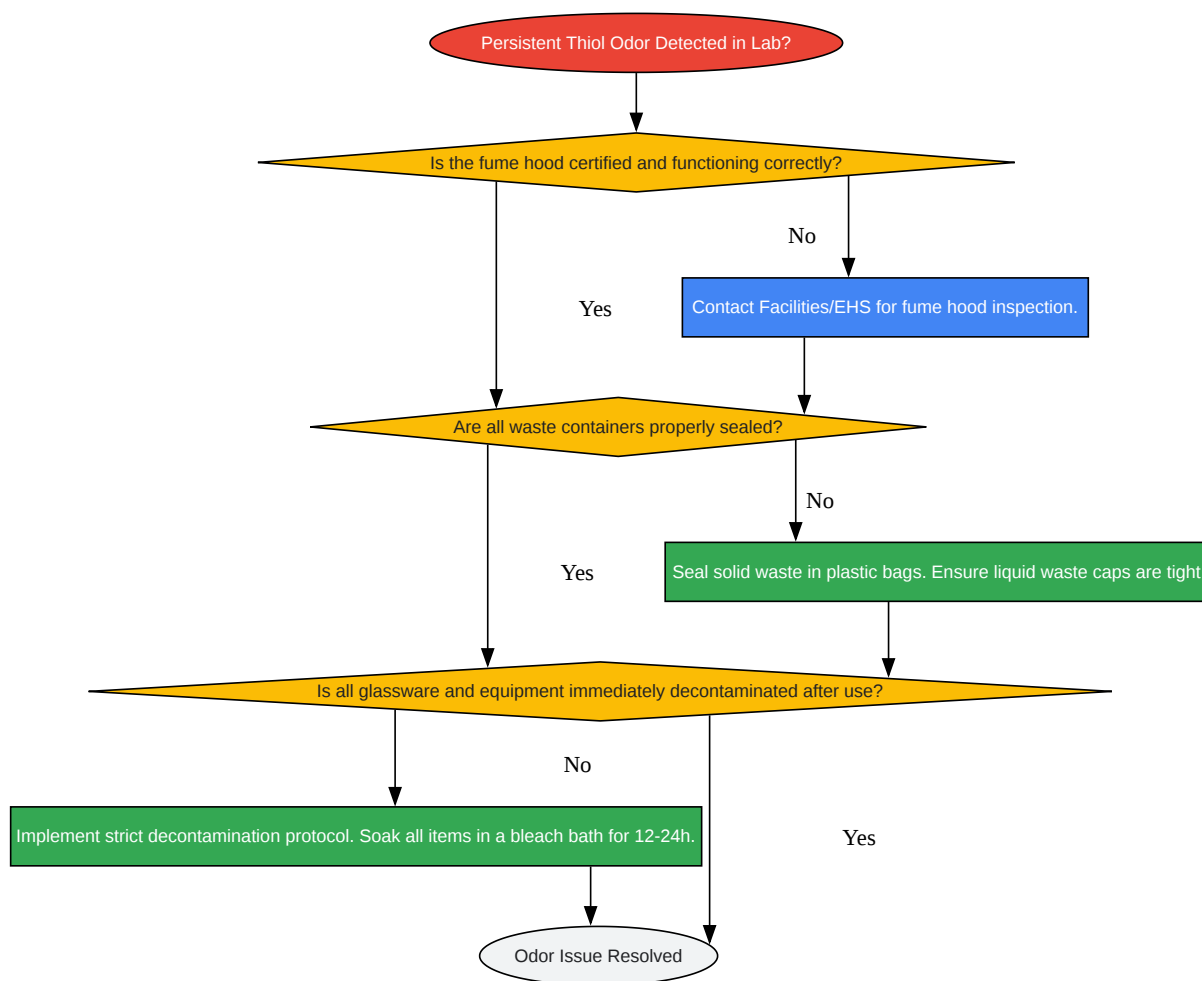 Persistent Thiol Odor Detected in Lab?
Is the fume hood certified and functioning correctly?
No
Contact Facilities/EHS for fume hood inspection.
Yes
Are all waste containers properly sealed?
No
Seal solid waste in plastic bags. Ensure liquid waste caps are tight
Yes
Is all glassware and equipment immediately decontaminated after use?
No
Implement strict decontamination protocol. Soak all items in a bleach bath for 12-24h.
Yes
Odor Issue Resolved